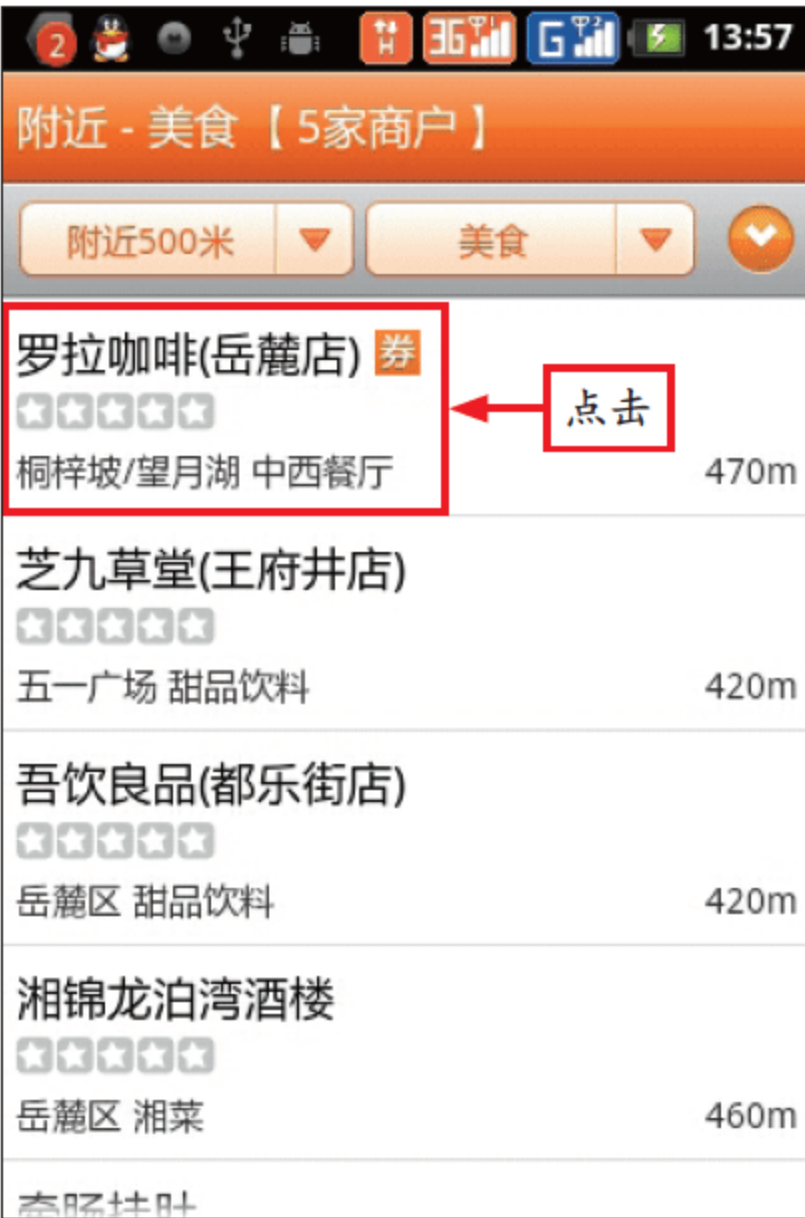 2 H 3G 1 G 2 13:57
附近 - 美食【5家商户】
附近500米 美食
罗拉咖啡(岳麓店) 券
点击
桐梓坡/望月湖 中西餐厅 470m
芝九草堂(王府井店)
五一广场 甜品饮料 420m
吾饮良品(都乐街店)
岳麓区 甜品饮料 420m
湘锦龙泊湾酒楼
岳麓区 湘菜 460m